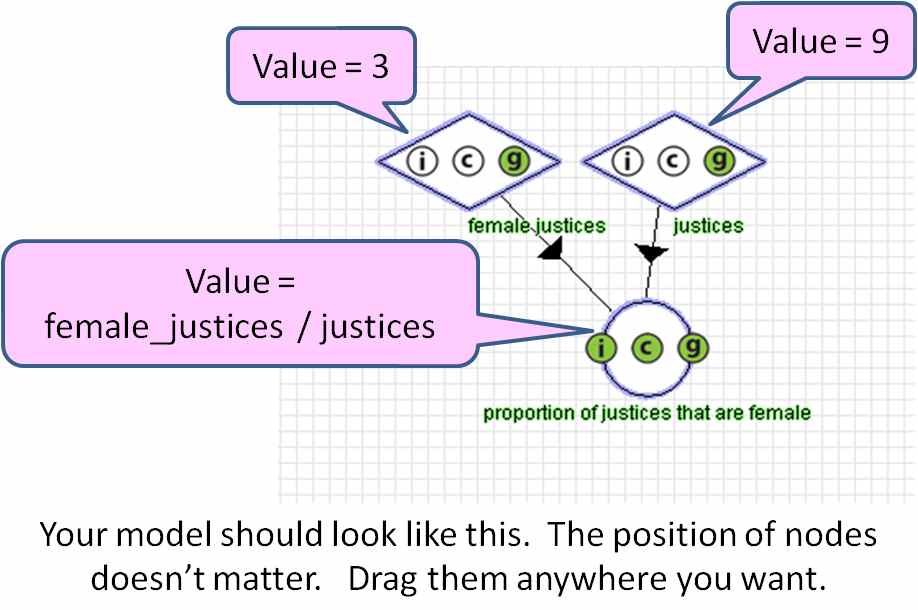 Value = 3
Value = 9
i c g
i c g
female justices
justices
Value =
female_justices / justices
i c g
proportion of justices that are female
Your model should look like this. The position of nodes
doesn’t matter. Drag them anywhere you want.